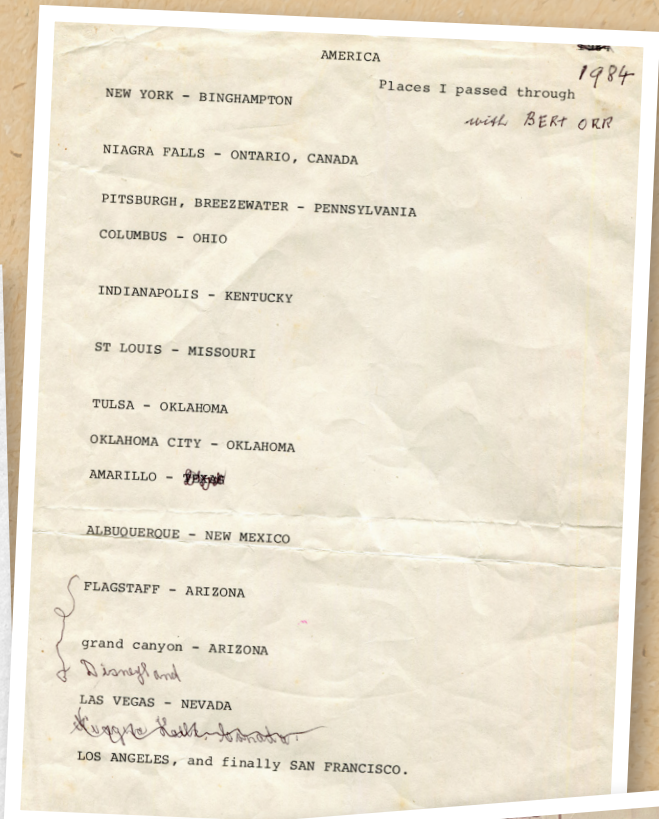 AMERICA
1984
Places I passed through
with BERT ORR
NEW YORK - BINGHAMPTON
NIAGRA FALLS - ONTARIO, CANADA
PITSBURGH, BREEZEWATER - PENNSYLVANIA
COLUMBUS - OHIO
INDIANAPOLIS - KENTUCKY
ST LOUIS - MISSOURI
TULSA - OKLAHOMA
OKLAHOMA CITY - OKLAHOMA
AMARILLO - TEXAS
ALBUQUERQUE - NEW MEXICO
FLAGSTAFF - ARIZONA
grand canyon - ARIZONA
Disneyland
LAS VEGAS - NEVADA
LOS ANGELES, and finally SAN FRANCISCO.